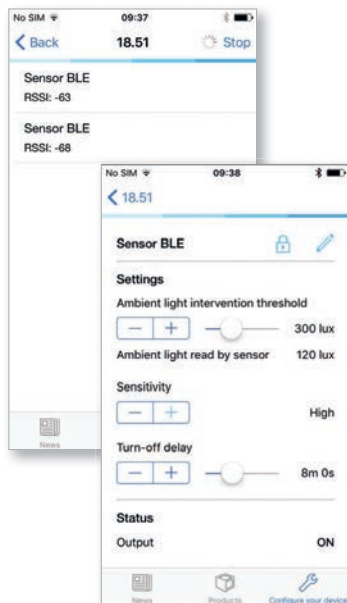 No SIM 09:37
Back 18.51 Stop
Sensor BLE
RSSI: -63
Sensor BLE
RSSI: -68
News
No SIM 09:38
18.51
Sensor BLE
Settings
Ambient light intervention threshold
− + 300 lux
Ambient light read by sensor 120 lux
Sensitivity
− + High
Turn-off delay
− + 8m 0s
Status
Output ON
News Products Configure your device